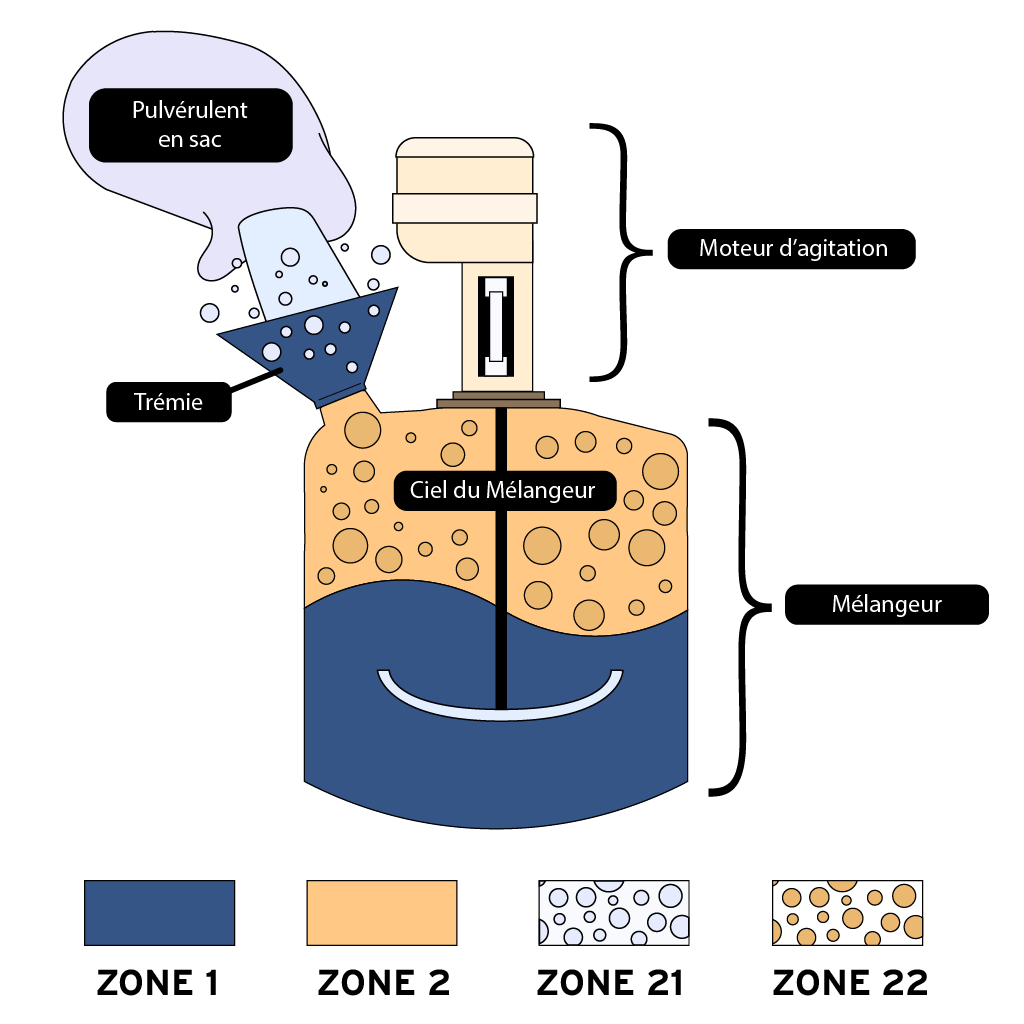 Pulvérulent
en sac
Moteur d'agitation
Trémie
Ciel du Mélangeur
Mélangeur
ZONE 1
ZONE 2
ZONE 21
ZONE 22